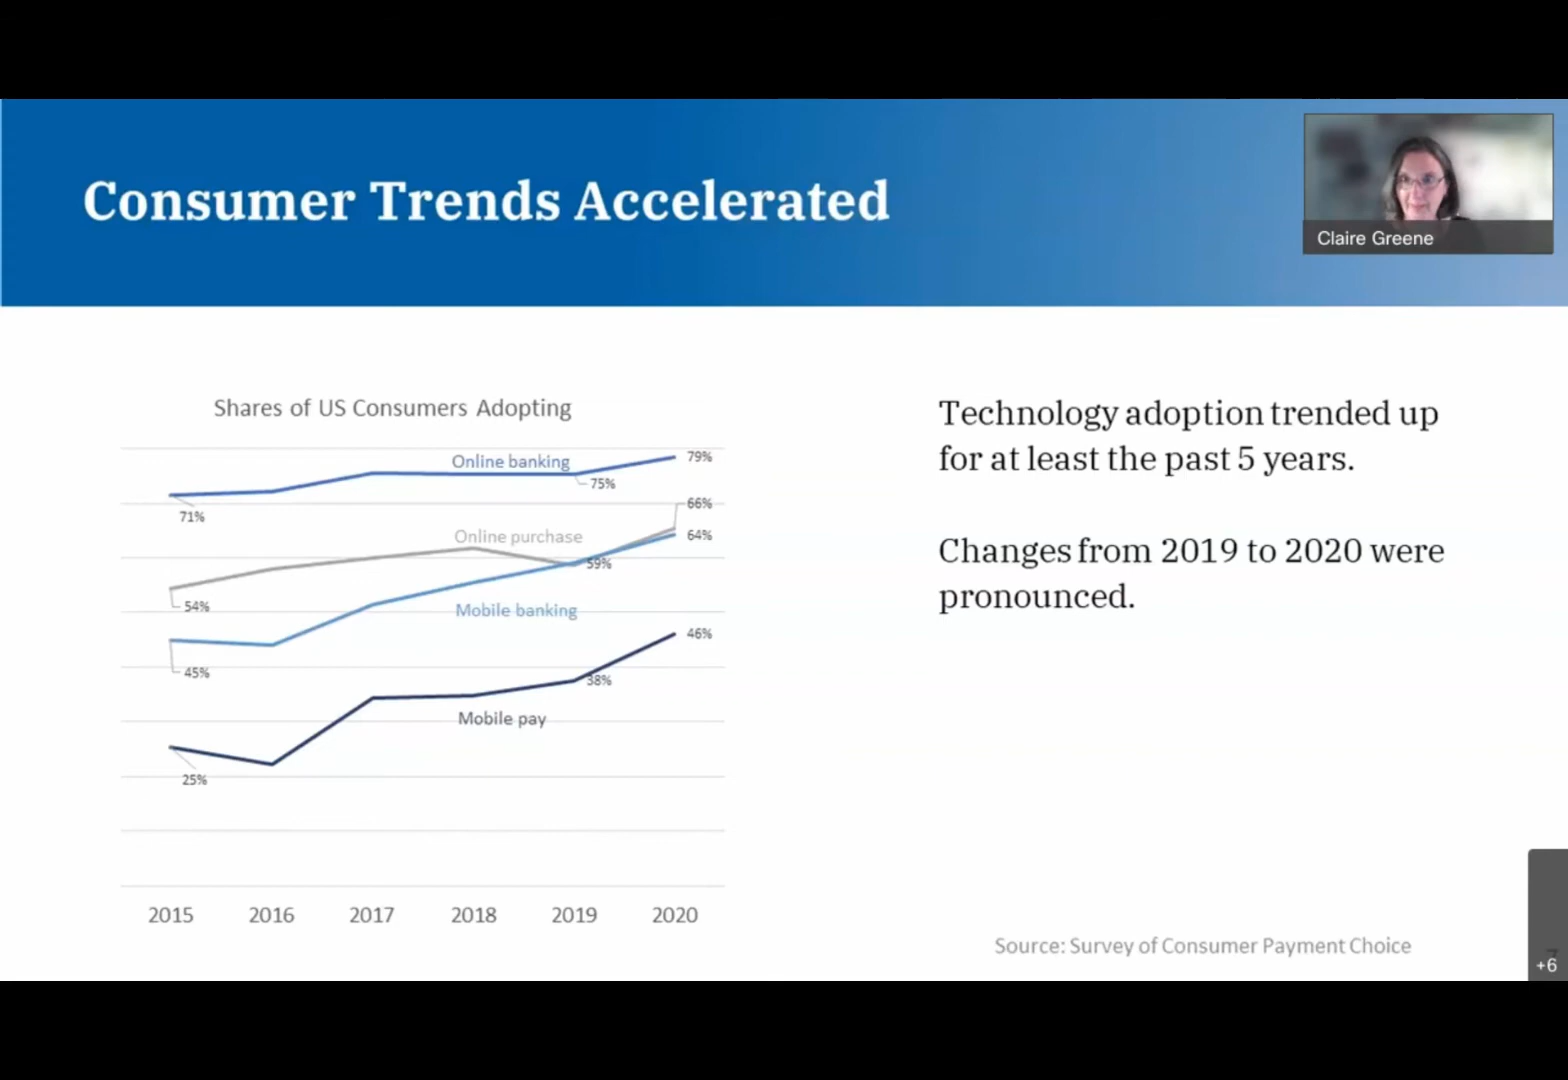 Consumer Trends Accelerated
Claire Greene
Shares of US Consumers Adopting
Online banking
79%
75%
71%
66%
Online purchase
64%
59%
54%
Mobile banking
46%
45%
38%
Mobile pay
25%
2015 2016 2017 2018 2019 2020
Technology adoption trended up
for at least the past 5 years.
Changes from 2019 to 2020 were
pronounced.
Source: Survey of Consumer Payment Choice
+6